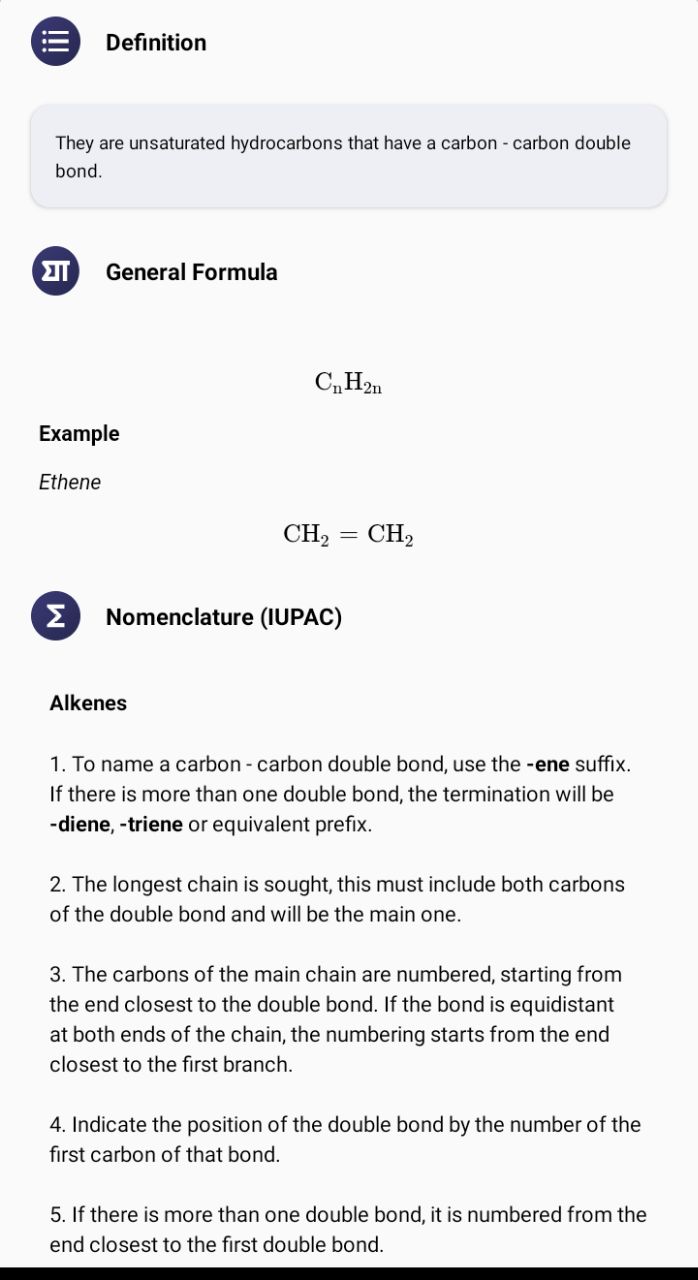 Definition
They are unsaturated hydrocarbons that have a carbon - carbon double
bond.
General Formula
CₙH₂ₙ
Example
Ethene
CH₂ = CH₂
Σ Nomenclature (IUPAC)
Alkenes
1. To name a carbon - carbon double bond, use the -ene suffix.
If there is more than one double bond, the termination will be
-diene, -triene or equivalent prefix.
2. The longest chain is sought, this must include both carbons
of the double bond and will be the main one.
3. The carbons of the main chain are numbered, starting from
the end closest to the double bond. If the bond is equidistant
at both ends of the chain, the numbering starts from the end
closest to the first branch.
4. Indicate the position of the double bond by the number of the
first carbon of that bond.
5. If there is more than one double bond, it is numbered from the
end closest to the first double bond.